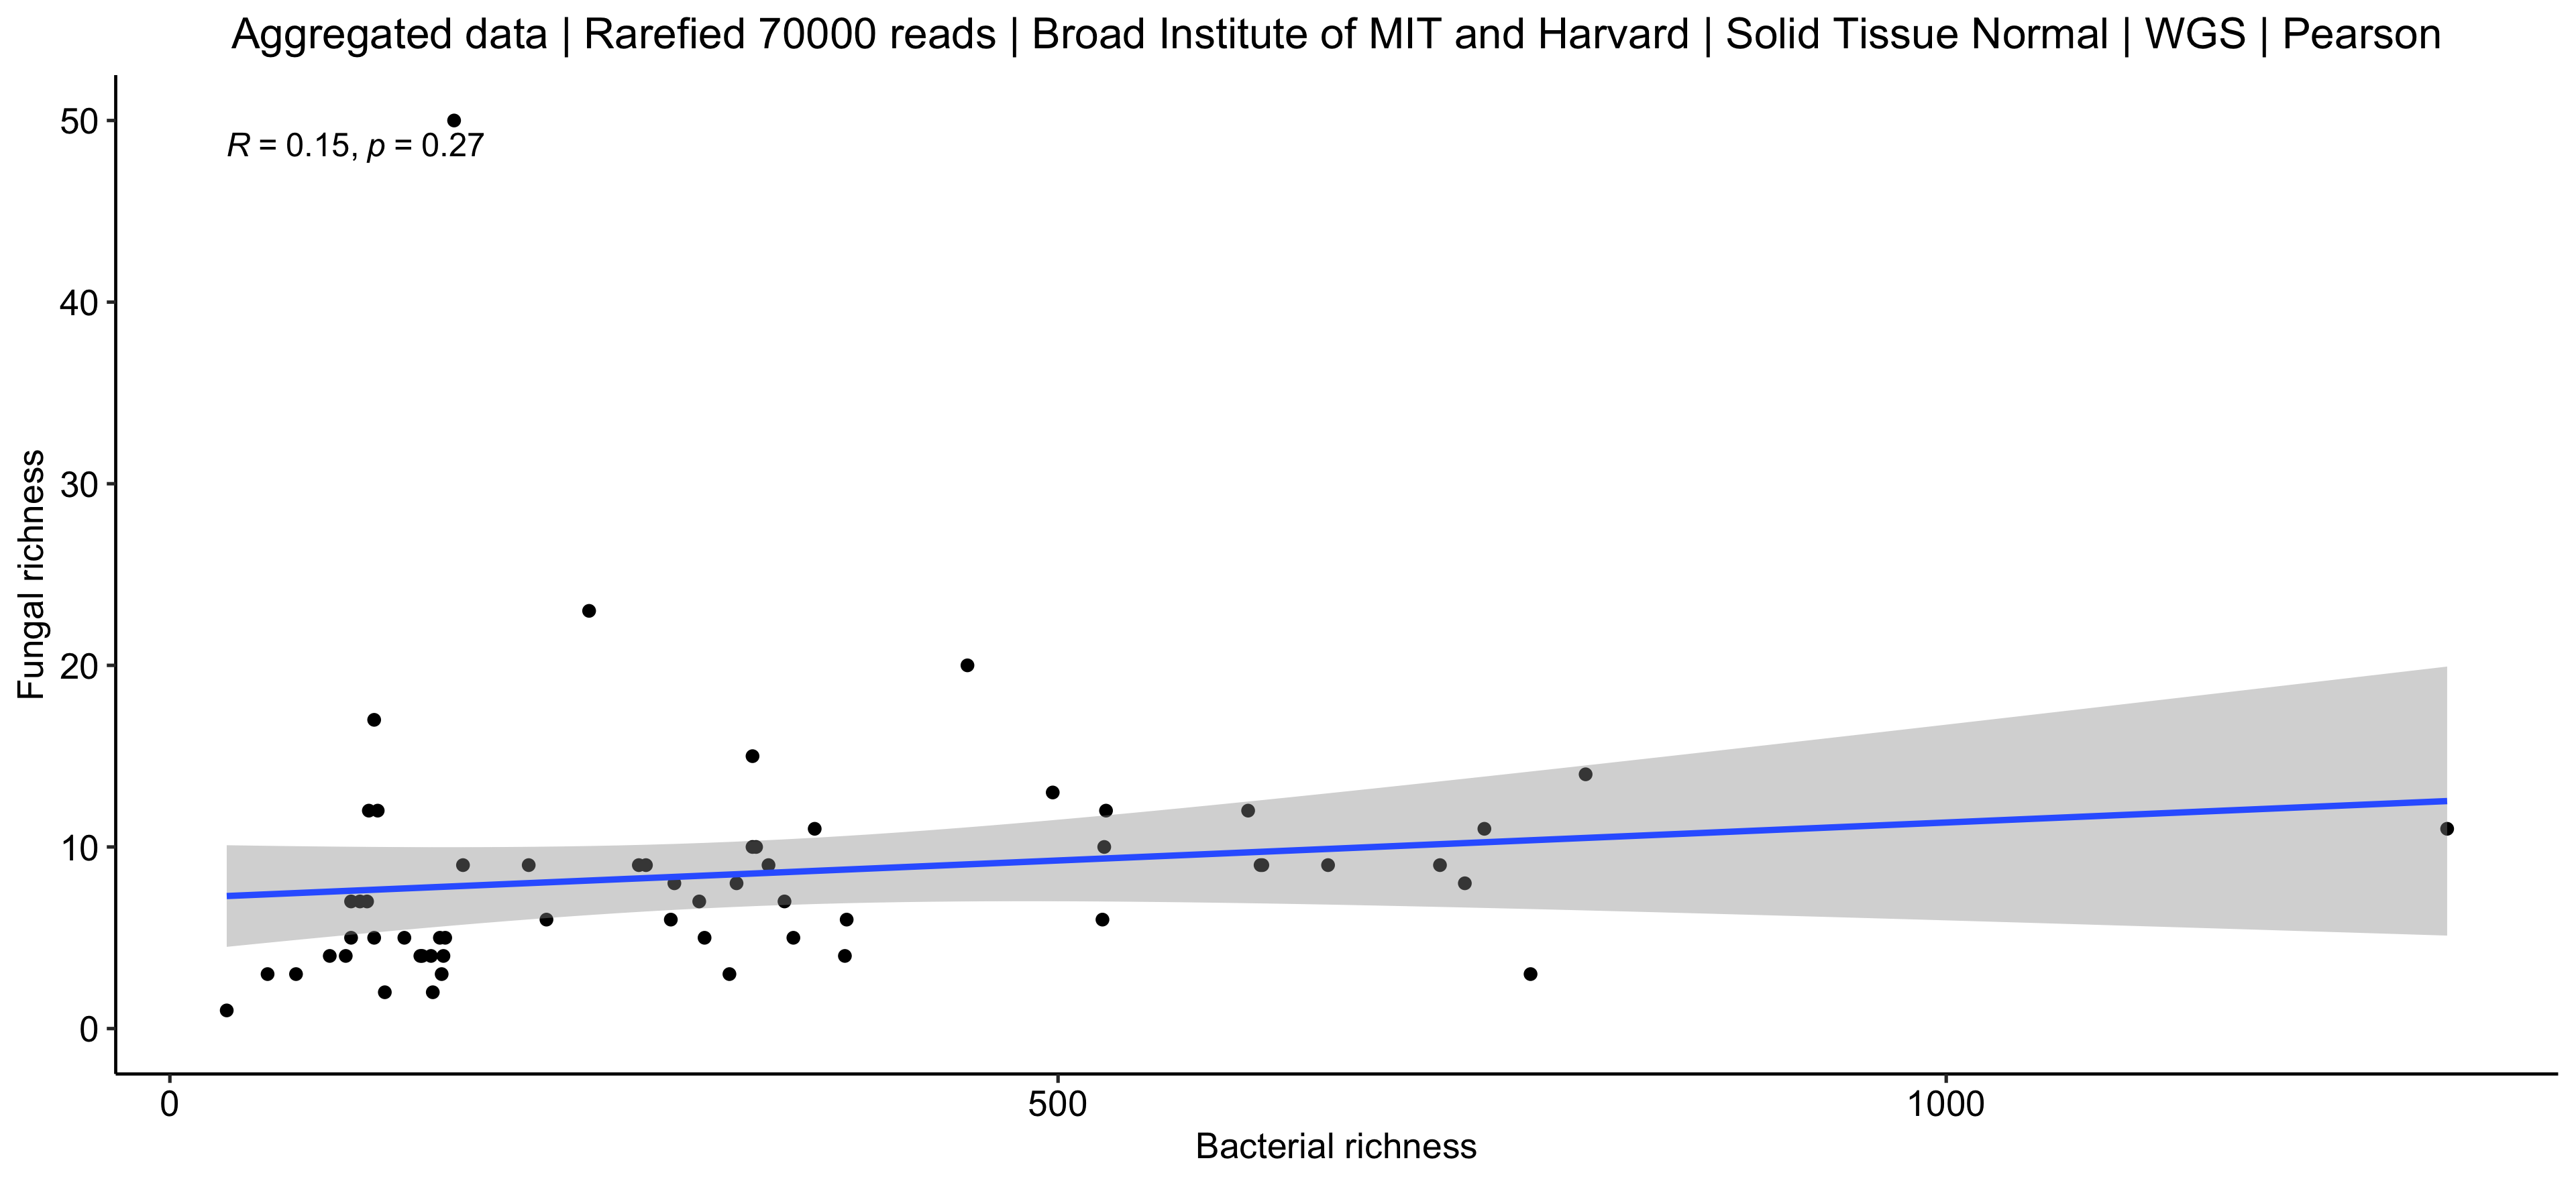 Aggregated data | Rarefied 70000 reads | Broad Institute of MIT and Harvard | Solid Tissue Normal | WGS | Pearson
50
R = 0.15, p = 0.27
40
30
20
10
0
Fungal richness
0 500 1000
Bacterial richness